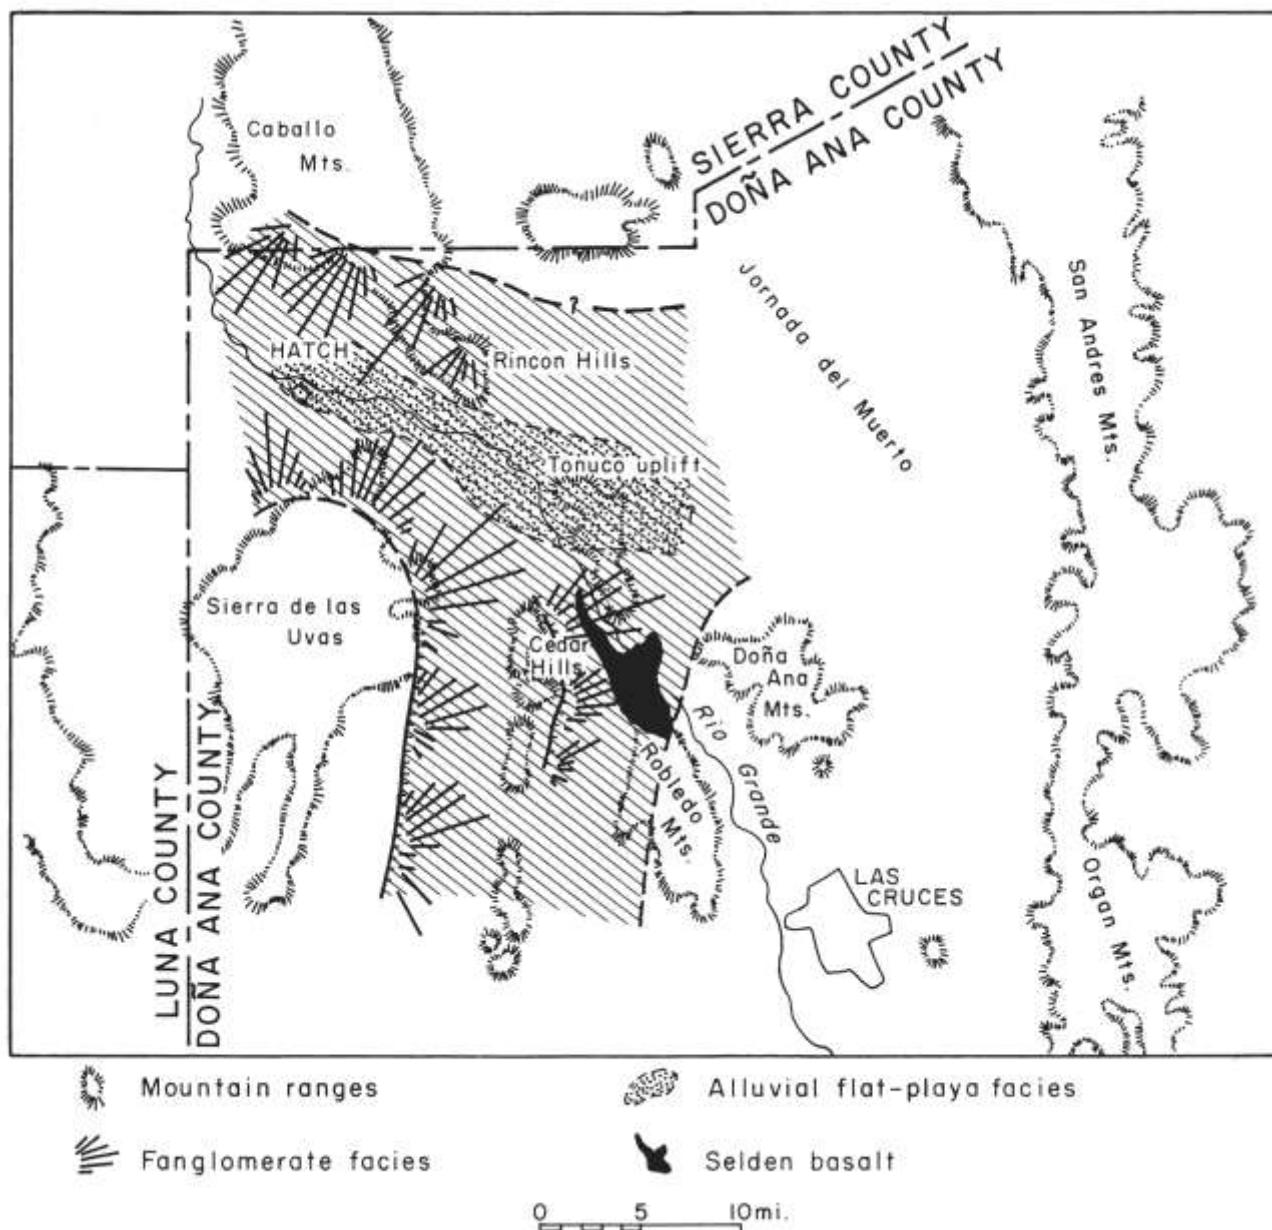 SIERRA COUNTY
DOÑA ANA COUNTY
Caballo
Mts.
Jornada del Muerto
San Andres Mts.
?
HATCH
Rincon Hills
Tonuco uplift
?
Sierra de las
Uvas
Cedar
Hills
Doña
Ana
Mts.
Rio Grande
Robledo
Mts.
LUNA COUNTY
DOÑA ANA COUNTY
LAS
CRUCES
Organ Mts.
Mountain ranges
Alluvial flat-playa facies
Fanglomerate facies
Selden basalt
0 5 10 mi.